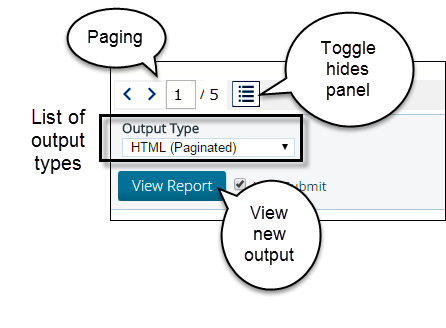 Paging
Toggle
hides
panel
1 / 5
List of
output
types
Output Type
HTML (Paginated)
View Report
View
new
output